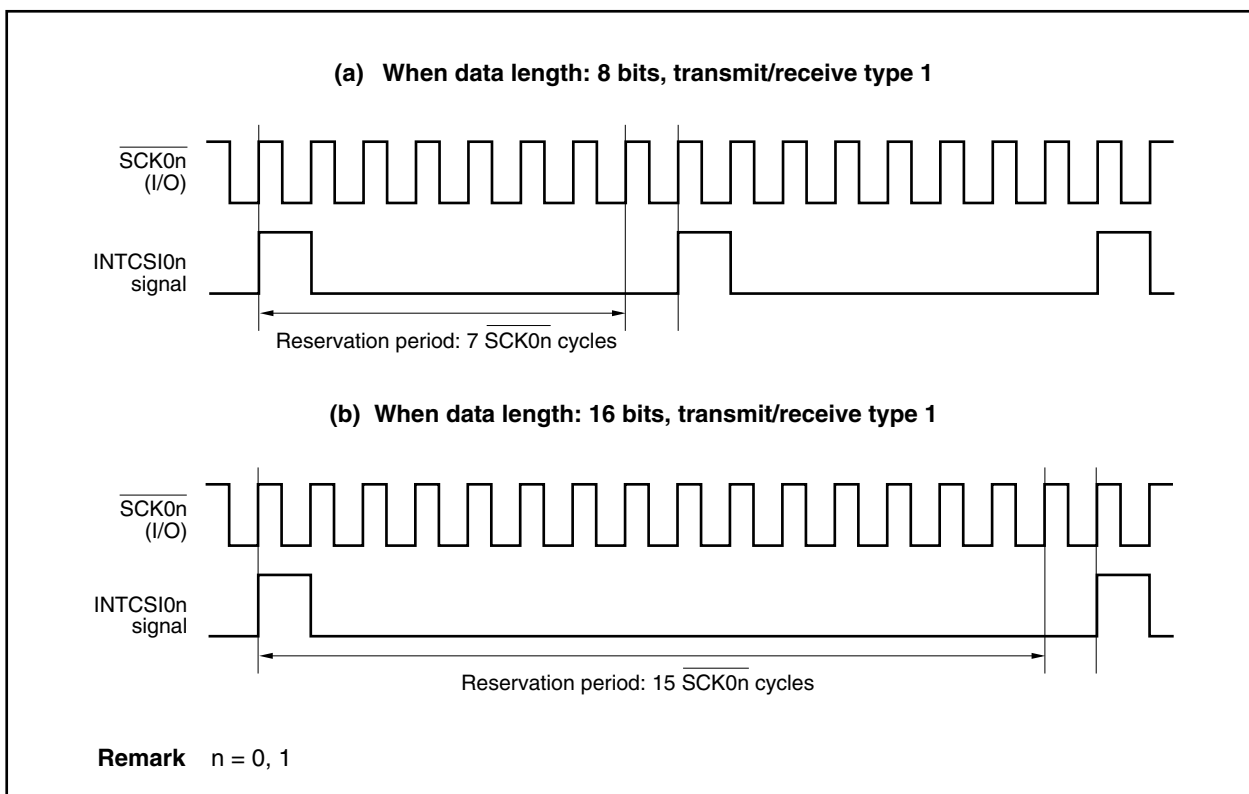 (a) When data length: 8 bits, transmit/receive type 1
SCK0n
(I/O)
INTCSI0n
signal
Reservation period: 7 SCK0n cycles
(b) When data length: 16 bits, transmit/receive type 1
SCK0n
(I/O)
INTCSI0n
signal
Reservation period: 15 SCK0n cycles
Remark n = 0, 1